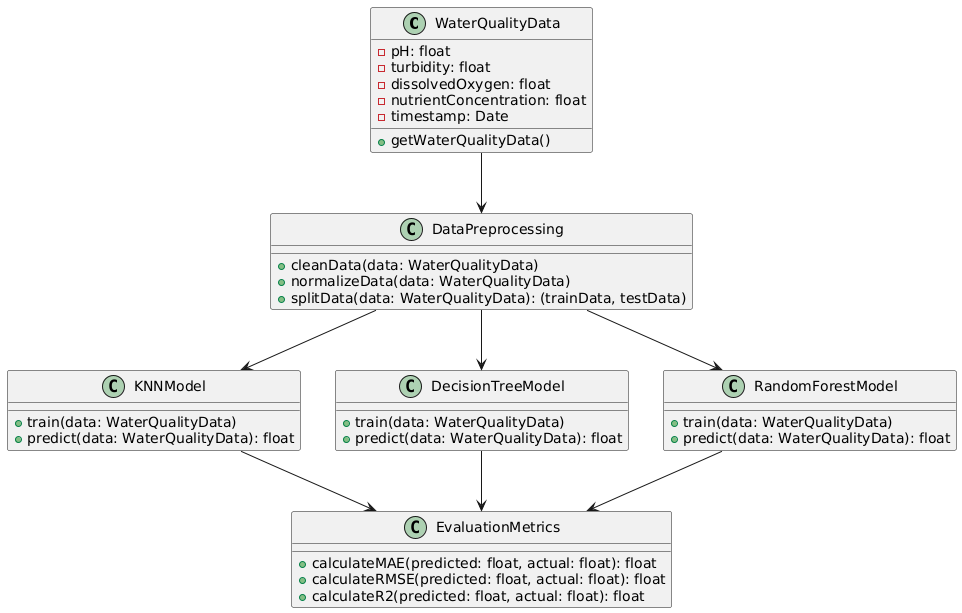 C WaterQualityData
pH: float
turbidity: float
dissolvedOxygen: float
nutrientConcentration: float
timestamp: Date
getWaterQualityData()
C DataPreprocessing
cleanData(data: WaterQualityData)
normalizeData(data: WaterQualityData)
splitData(data: WaterQualityData): (trainData, testData)
C KNNModel
train(data: WaterQualityData)
predict(data: WaterQualityData): float
C DecisionTreeModel
train(data: WaterQualityData)
predict(data: WaterQualityData): float
C RandomForestModel
train(data: WaterQualityData)
predict(data: WaterQualityData): float
C EvaluationMetrics
calculateMAE(predicted: float, actual: float): float
calculateRMSE(predicted: float, actual: float): float
calculateR2(predicted: float, actual: float): float